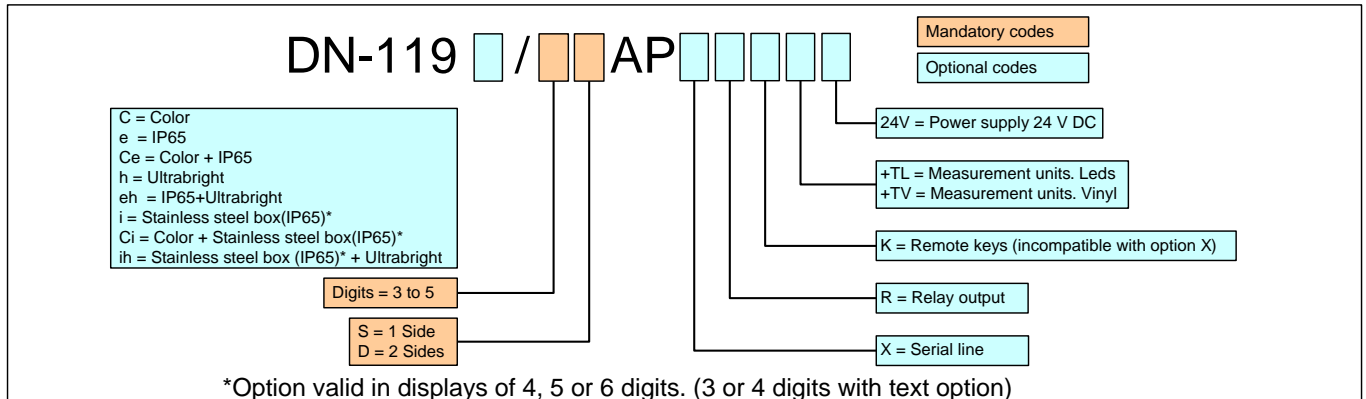 DN-119 / AP
Mandatory codes
Optional codes
C = Color
e = IP65
Ce = Color + IP65
h = Ultrabright
eh = IP65+Ultrabright
i = Stainless steel box(IP65)*
Ci = Color + Stainless steel box(IP65)*
ih = Stainless steel box (IP65)* + Ultrabright
Digits = 3 to 5
S = 1 Side
D = 2 Sides
24V = Power supply 24 V DC
+TL = Measurement units. Leds
+TV = Measurement units. Vinyl
K = Remote keys (incompatible with option X)
R = Relay output
X = Serial line
*Option valid in displays of 4, 5 or 6 digits. (3 or 4 digits with text option)